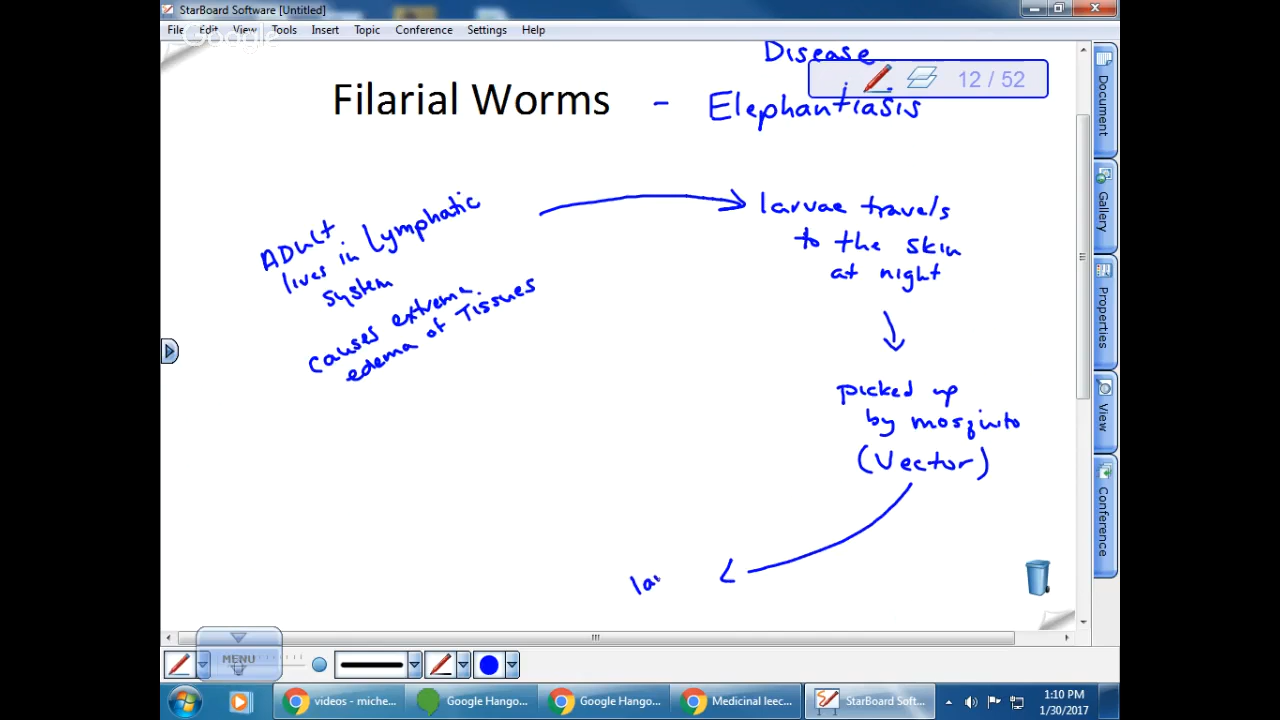 StarBoard Software [Untitled]
File Edit View Tools Insert Topic Conference Settings Help
Google
Disease
12 / 52
Filarial Worms - Elephantiasis
ADult
lives in Lymphatic
system
causes extreme
edema of Tissues
larvae travels
to the skin
at night
picked up
by mosquito
(Vector)
la
Document
Gallery
Properties
View
Conference
MENU
videos - miche...
Google Hango...
Google Hango...
Medicinal leec...
StarBoard Soft...
1:10 PM
1/30/2017